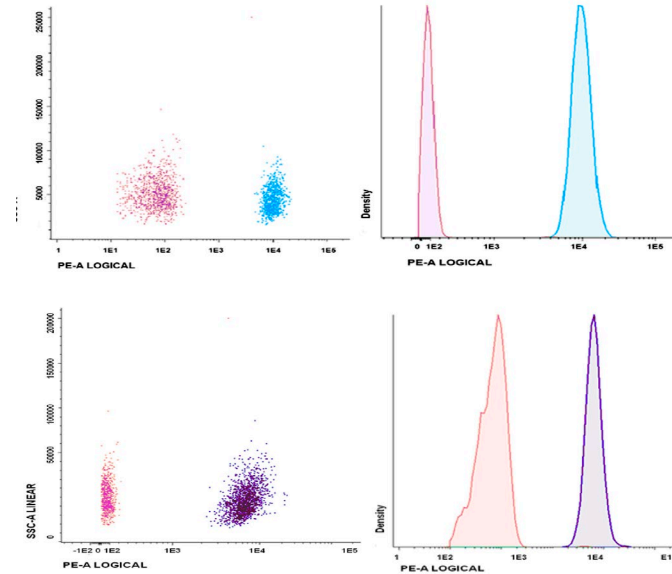 250000
200000
150000
100000
5000
0
1 1E1 1E2 1E3 1E4 1E5
PE-A LOGICAL
Density
0 1E2 1E3 1E4 1E5
PE-A LOGICAL
SSC-A LINEAR
200000
150000
100000
50000
0
-1E2 0 1E2 1E3 1E4 1E5
PE-A LOGICAL
Density
1 1E2 1E3 1E4
PE-A LOGICAL